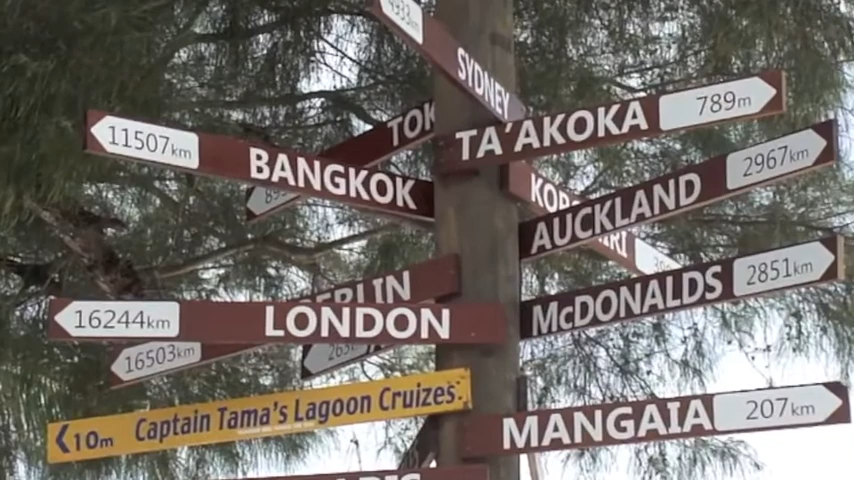 SYDNEY
TA'AKOKA 789m
11507km BANGKOK
AUCKLAND 2967km
McDONALDS 2851km
16244km LONDON
16503km
10m Captain Tama's Lagoon Cruizes
MANGAIA 207km